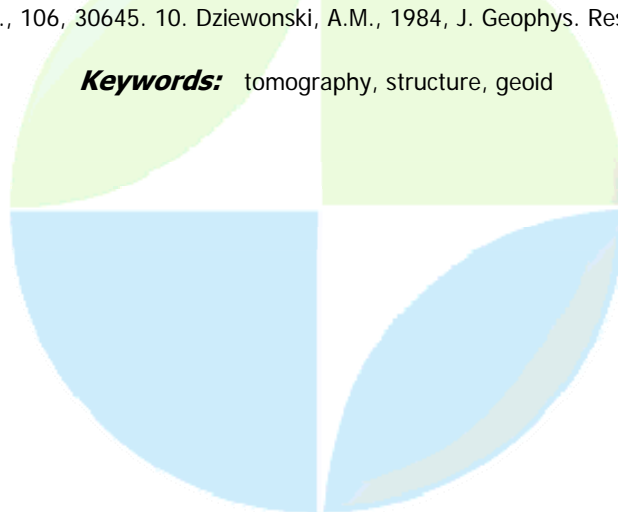 ., 106, 30645. 10. Dziewonski, A.M., 1984, J. Geophys. Res
Keywords: tomography, structure, geoid